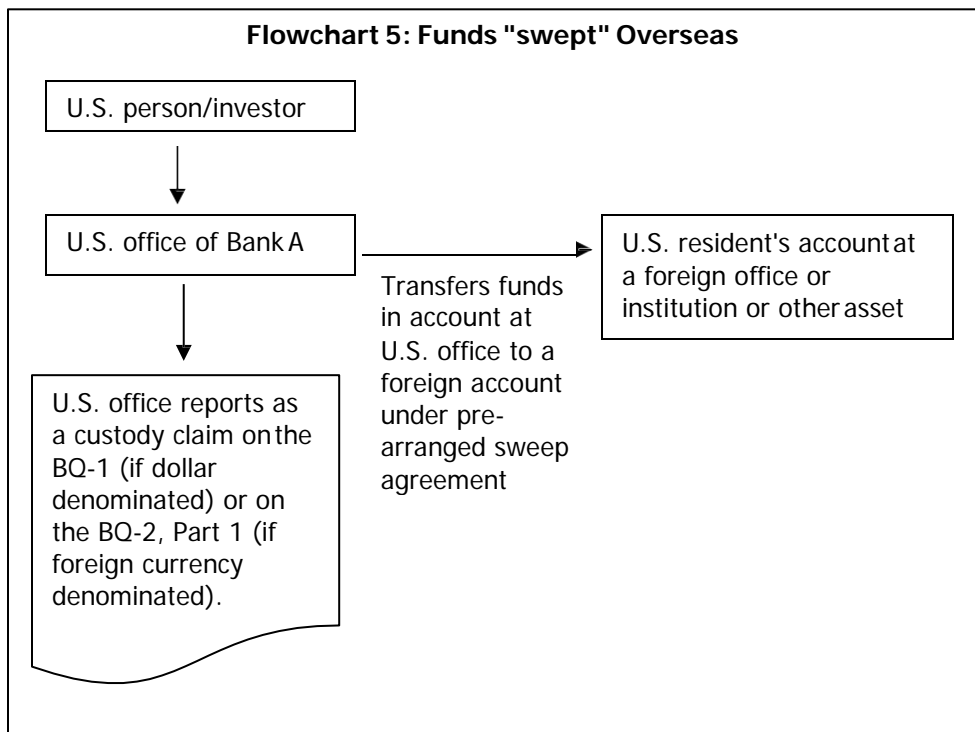 Flowchart 5: Funds "swept" Overseas
U.S. person/investor
U.S. office of Bank A
U.S. resident's account at
a foreign office or
institution or other asset
Transfers funds
in account at
U.S. office to a
foreign account
under pre-
arranged sweep
agreement
U.S. office reports as
a custody claim on the
BQ-1 (if dollar
denominated) or on
the BQ-2, Part 1 (if
foreign currency
denominated).